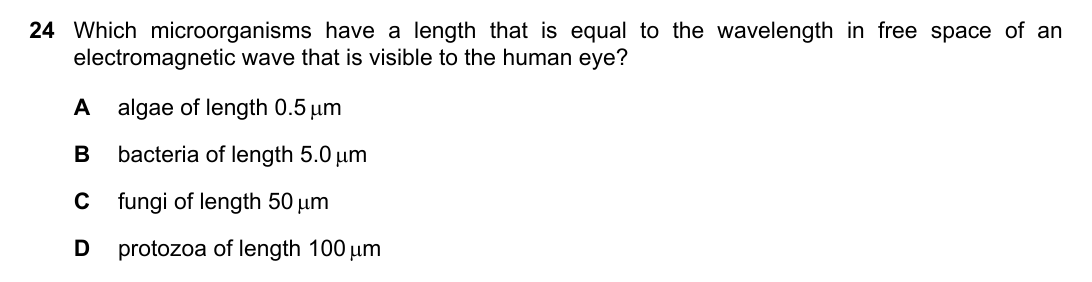 24 Which microorganisms have a length that is equal to the wavelength in free space of an
electromagnetic wave that is visible to the human eye?
A algae of length 0.5 μm
B bacteria of length 5.0 μm
C fungi of length 50 μm
D protozoa of length 100 μm